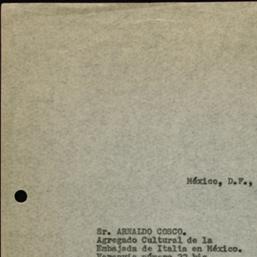 México, D.F.,
Sr. ARNALDO COSCO.
Agregado Cultural de la
Embajada de Italia en México.